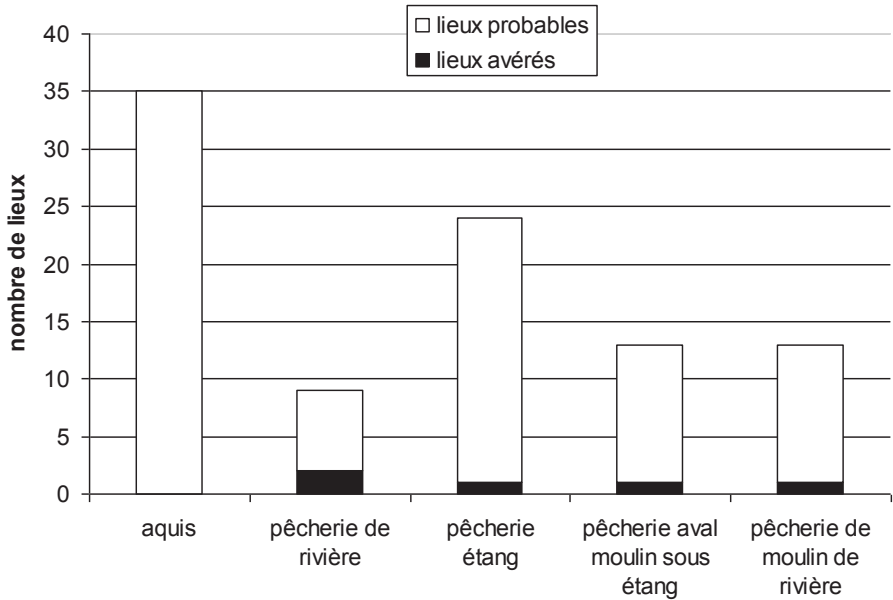 lieux probables
lieux avérés
nombre de lieux
40
35
30
25
20
15
10
5
0
aquis
pêcherie de
rivière
pêcherie
étang
pêcherie aval
moulin sous
étang
pêcherie de
moulin de
rivière